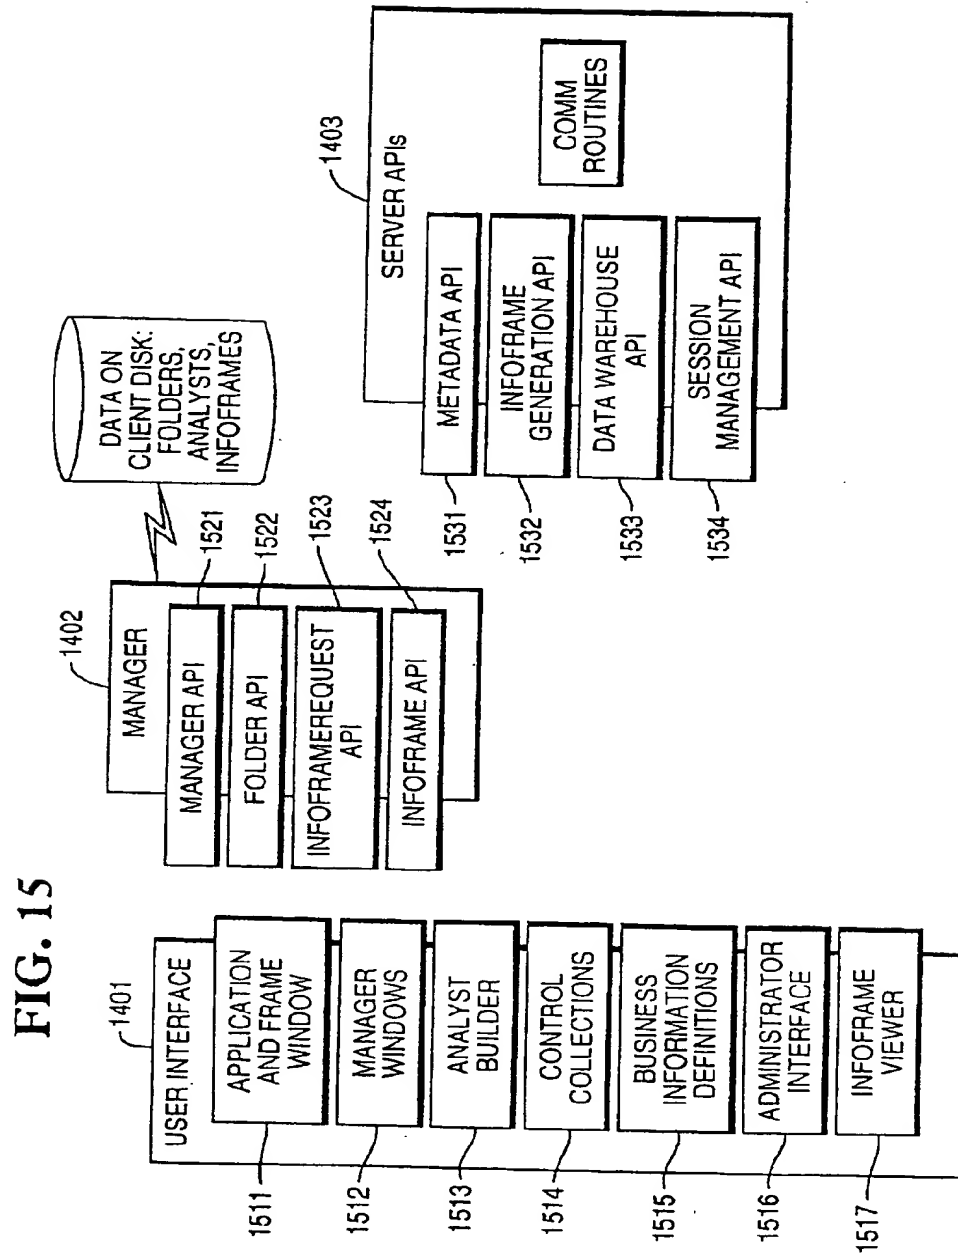 FIG. 15
1401
USER INTERFACE
APPLICATION
AND FRAME
WINDOW
1511
MANAGER
WINDOWS
1512
ANALYST
BUILDER
1513
CONTROL
COLLECTIONS
1514
BUSINESS
INFORMATION
DEFINITIONS
1515
ADMINISTRATOR
INTERFACE
1516
INFOFRAME
VIEWER
1517
1402
MANAGER
MANAGER API
1521
FOLDER API
1522
INFOFRAMEREQUEST
API
1523
INFOFRAME API
1524
DATA ON
CLIENT DISK:
FOLDERS,
ANALYSTS,
INFOFRAMES
1403
SERVER APIs
METADATA API
1531
INFOFRAME
GENERATION API
1532
DATA WAREHOUSE
API
1533
SESSION
MANAGEMENT API
1534
COMM
ROUTINES